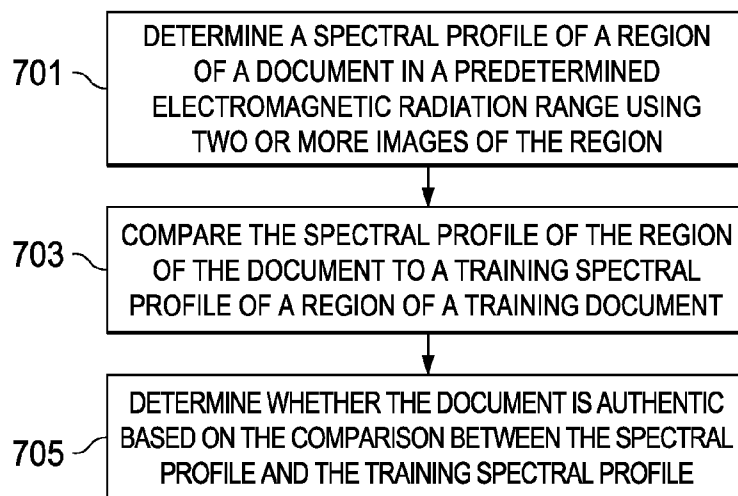 701
DETERMINE A SPECTRAL PROFILE OF A REGION
OF A DOCUMENT IN A PREDETERMINED
ELECTROMAGNETIC RADIATION RANGE USING
TWO OR MORE IMAGES OF THE REGION
703
COMPARE THE SPECTRAL PROFILE OF THE REGION
OF THE DOCUMENT TO A TRAINING SPECTRAL
PROFILE OF A REGION OF A TRAINING DOCUMENT
705
DETERMINE WHETHER THE DOCUMENT IS AUTHENTIC
BASED ON THE COMPARISON BETWEEN THE SPECTRAL
PROFILE AND THE TRAINING SPECTRAL PROFILE